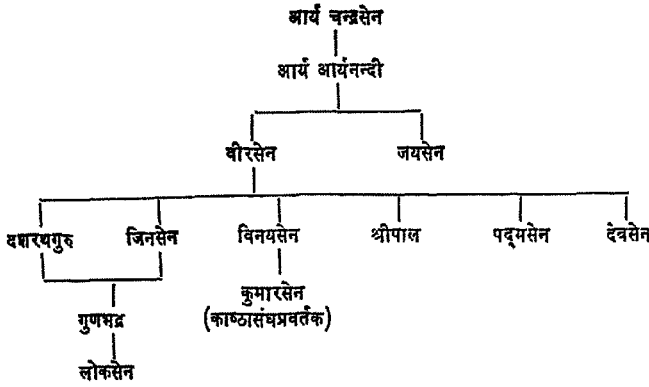 आर्य चन्द्रसेन
आर्य आर्यनन्दी
वीरसेन जयसेन
दशरथगुरु जिनसेन विनयसेन श्रीपाल पद्मसेन देवसेन
कुमारसेन
गुणभद्र (काष्ठासंघप्रवर्तक)
लोकसेन